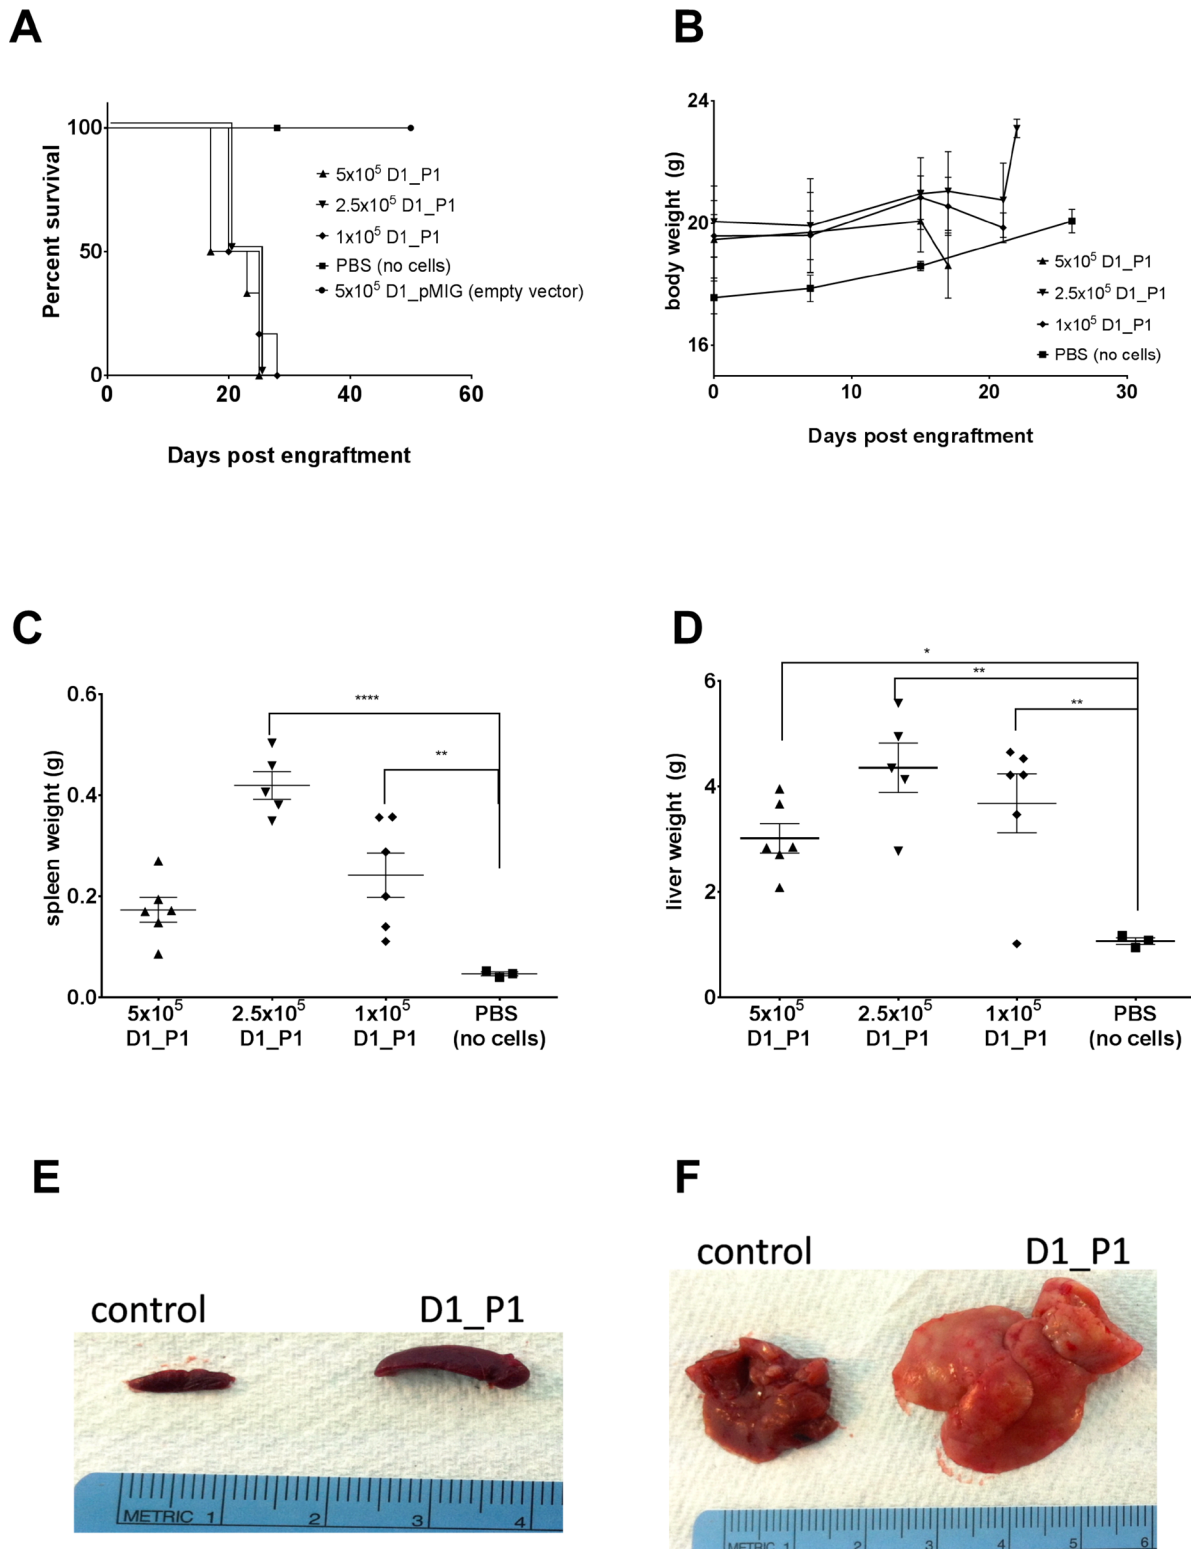 A
B
100
50
0
0
20
40
60
Percent survival
Days post engraftment
5x10⁵ D1_P1
2.5x10⁵ D1_P1
1x10⁵ D1_P1
PBS (no cells)
5x10⁵ D1_pMIG (empty vector)
24
20
16
0
10
20
30
body weight (g)
Days post engraftment
5x10⁵ D1_P1
2.5x10⁵ D1_P1
1x10⁵ D1_P1
PBS (no cells)
C
D
0.6
0.4
0.2
0.0
spleen weight (g)
****
**
5x10⁵
D1_P1
2.5x10⁵
D1_P1
1x10⁵
D1_P1
PBS
(no cells)
6
4
2
0
liver weight (g)
*
**
**
5x10⁵
D1_P1
2.5x10⁵
D1_P1
1x10⁵
D1_P1
PBS
(no cells)
E
F
control
D1_P1
METRIC 1 2 3 4
control
D1_P1
METRIC 1 2 3 4 5 6